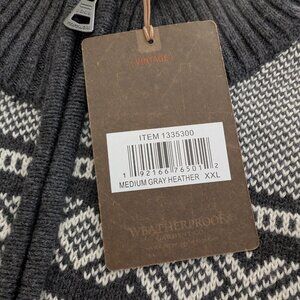 VINTAGE
ITEM 1335300
1 92166 76501 2
MEDIUM GRAY HEATHER XXL
WEATHERPROOF